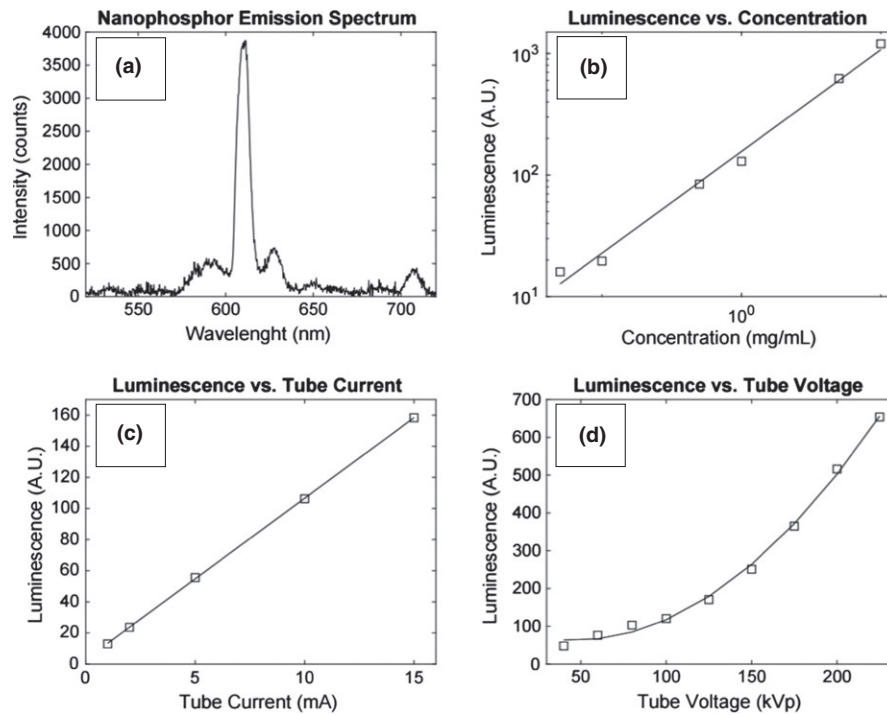 Nanophosphor Emission Spectrum
(a)
4000
3500
3000
2500
2000
1500
1000
500
0
Intensity (counts)
550
600
650
700
Wavelenght (nm)
Luminescence vs. Concentration
(b)
10³
10²
10¹
Luminescence (A.U.)
10⁰
Concentration (mg/mL)
Luminescence vs. Tube Current
(c)
160
140
120
100
80
60
40
20
0
Luminescence (A.U.)
0
5
10
15
Tube Current (mA)
Luminescence vs. Tube Voltage
(d)
700
600
500
400
300
200
100
0
Luminescence (A.U.)
50
100
150
200
Tube Voltage (kVp)